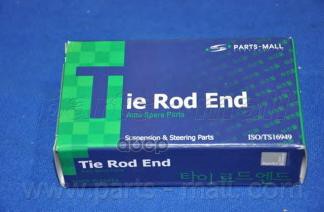 PARTS-MALL
Tie Rod End
Auto Spare Parts
Suspension & Steering Parts ISO/TS16949
Tie Rod End
타이로드엔드
www.parts-mall.com